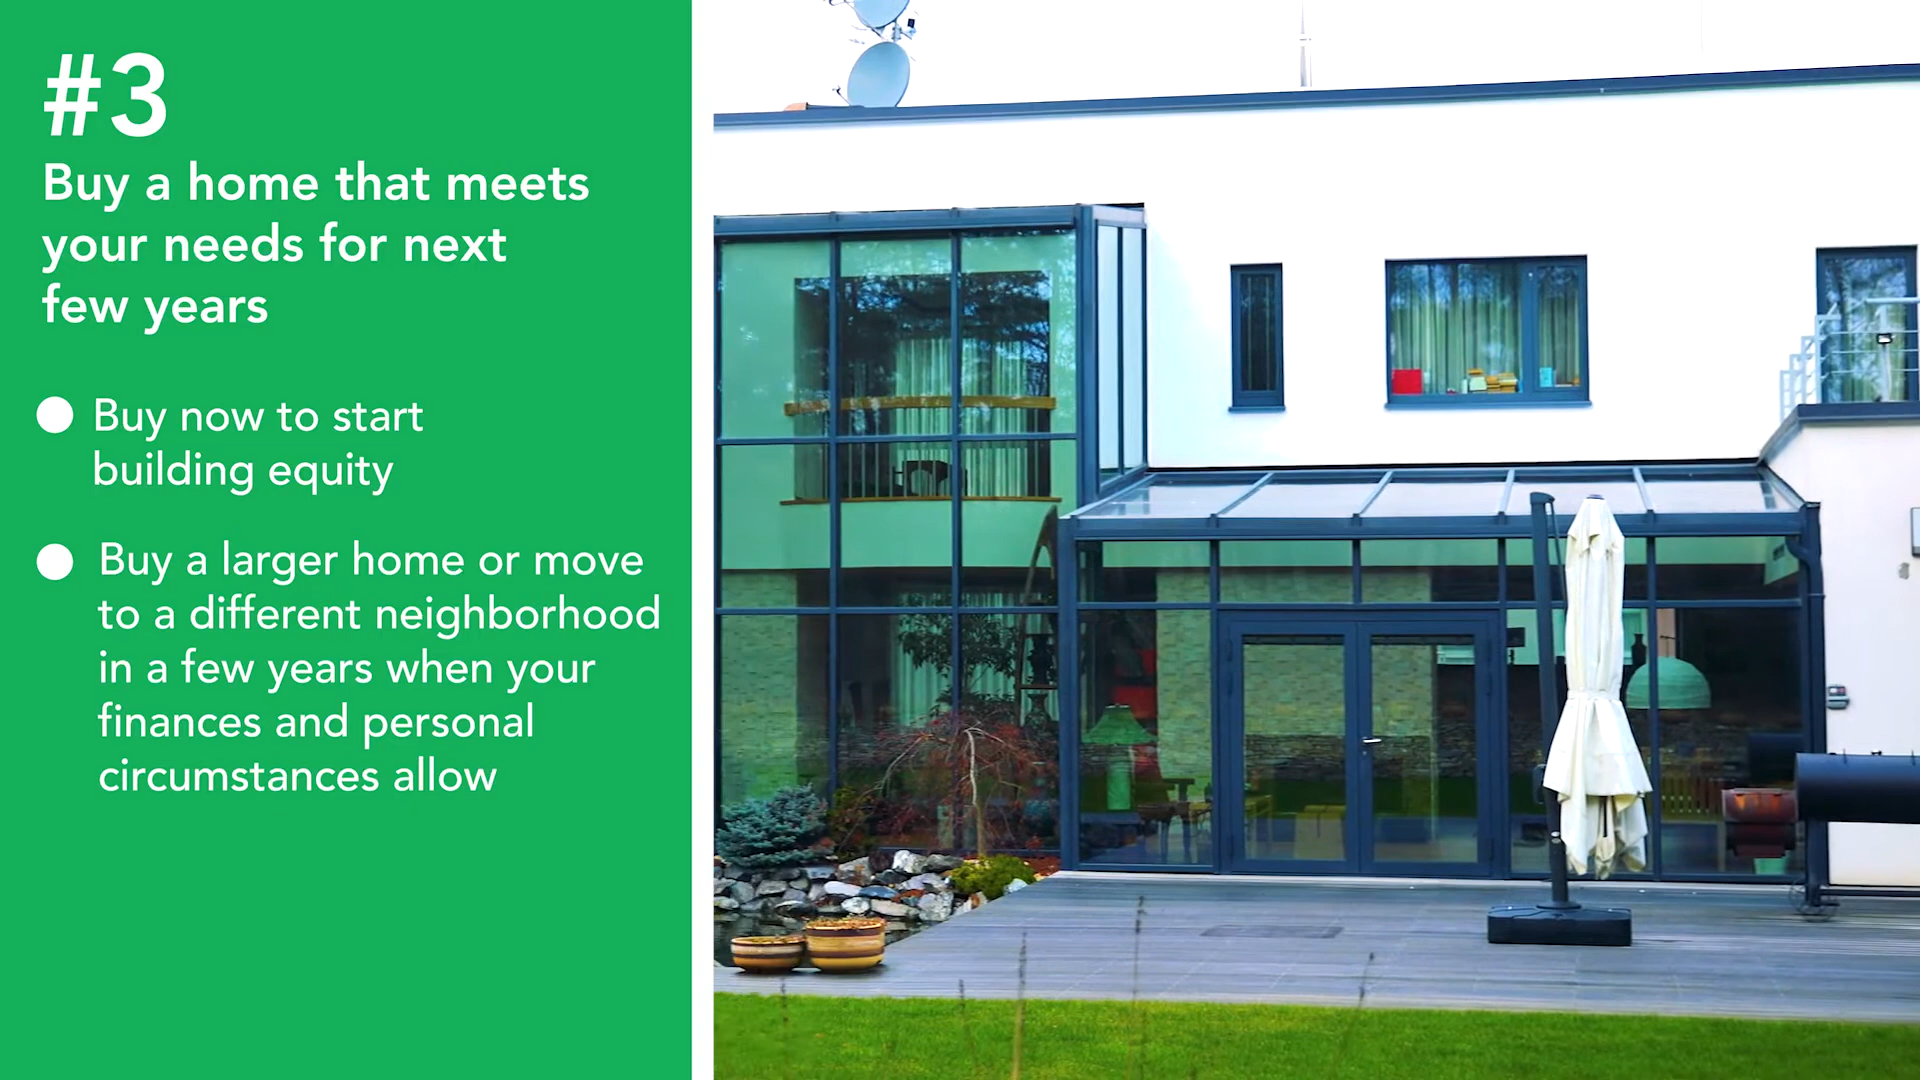 #3
Buy a home that meets
your needs for next
few years
Buy now to start
building equity
Buy a larger home or move
to a different neighborhood
in a few years when your
finances and personal
circumstances allow